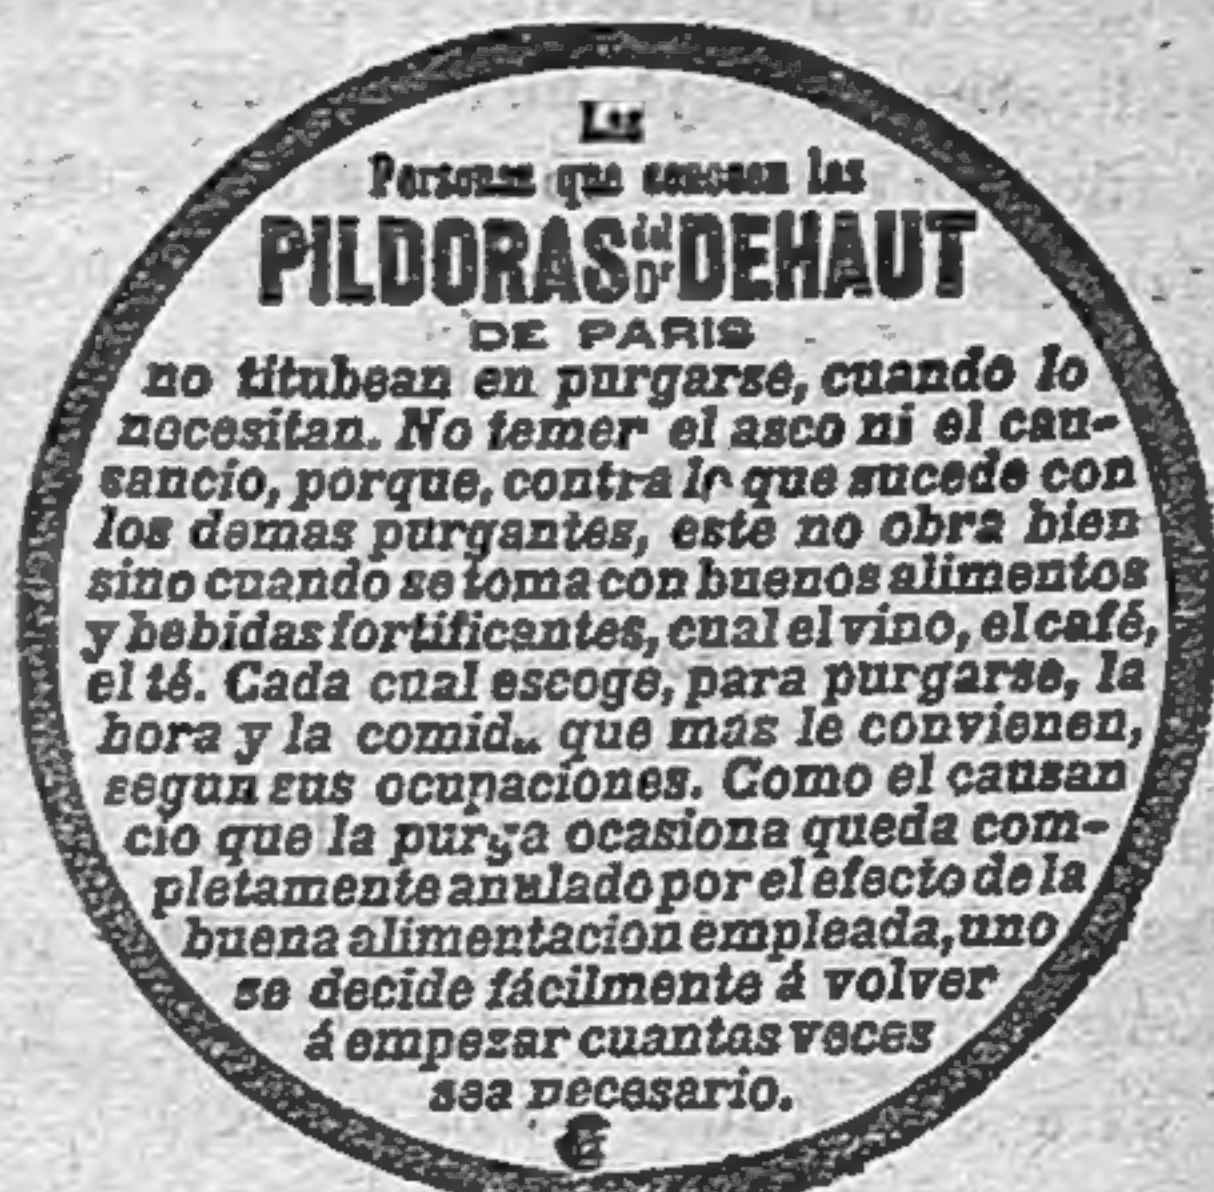 Las
Personas que conocen las
PILDORAS del Dr DEHAUT
DE PARIS
no titubean en purgarse, cuando lo
necesitan. No temer el asco ni el cau-
sancio, porque, contra lo que sucede con
los demas purgantes, este no obra bien
sino cuando se toma con buenos alimentos
y bebidas fortificantes, cual el vino, el café,
el té. Cada cual escoge, para purgarse, la
hora y la comida que mas le convienen,
segun sus ocupaciones. Como el causan
cio que la purga ocasiona queda com-
pletamente anulado por el efecto de la
buena alimentacion empleada, uno
se decide fácilmente á volver
á empezar cuantas veces
sea necesario.